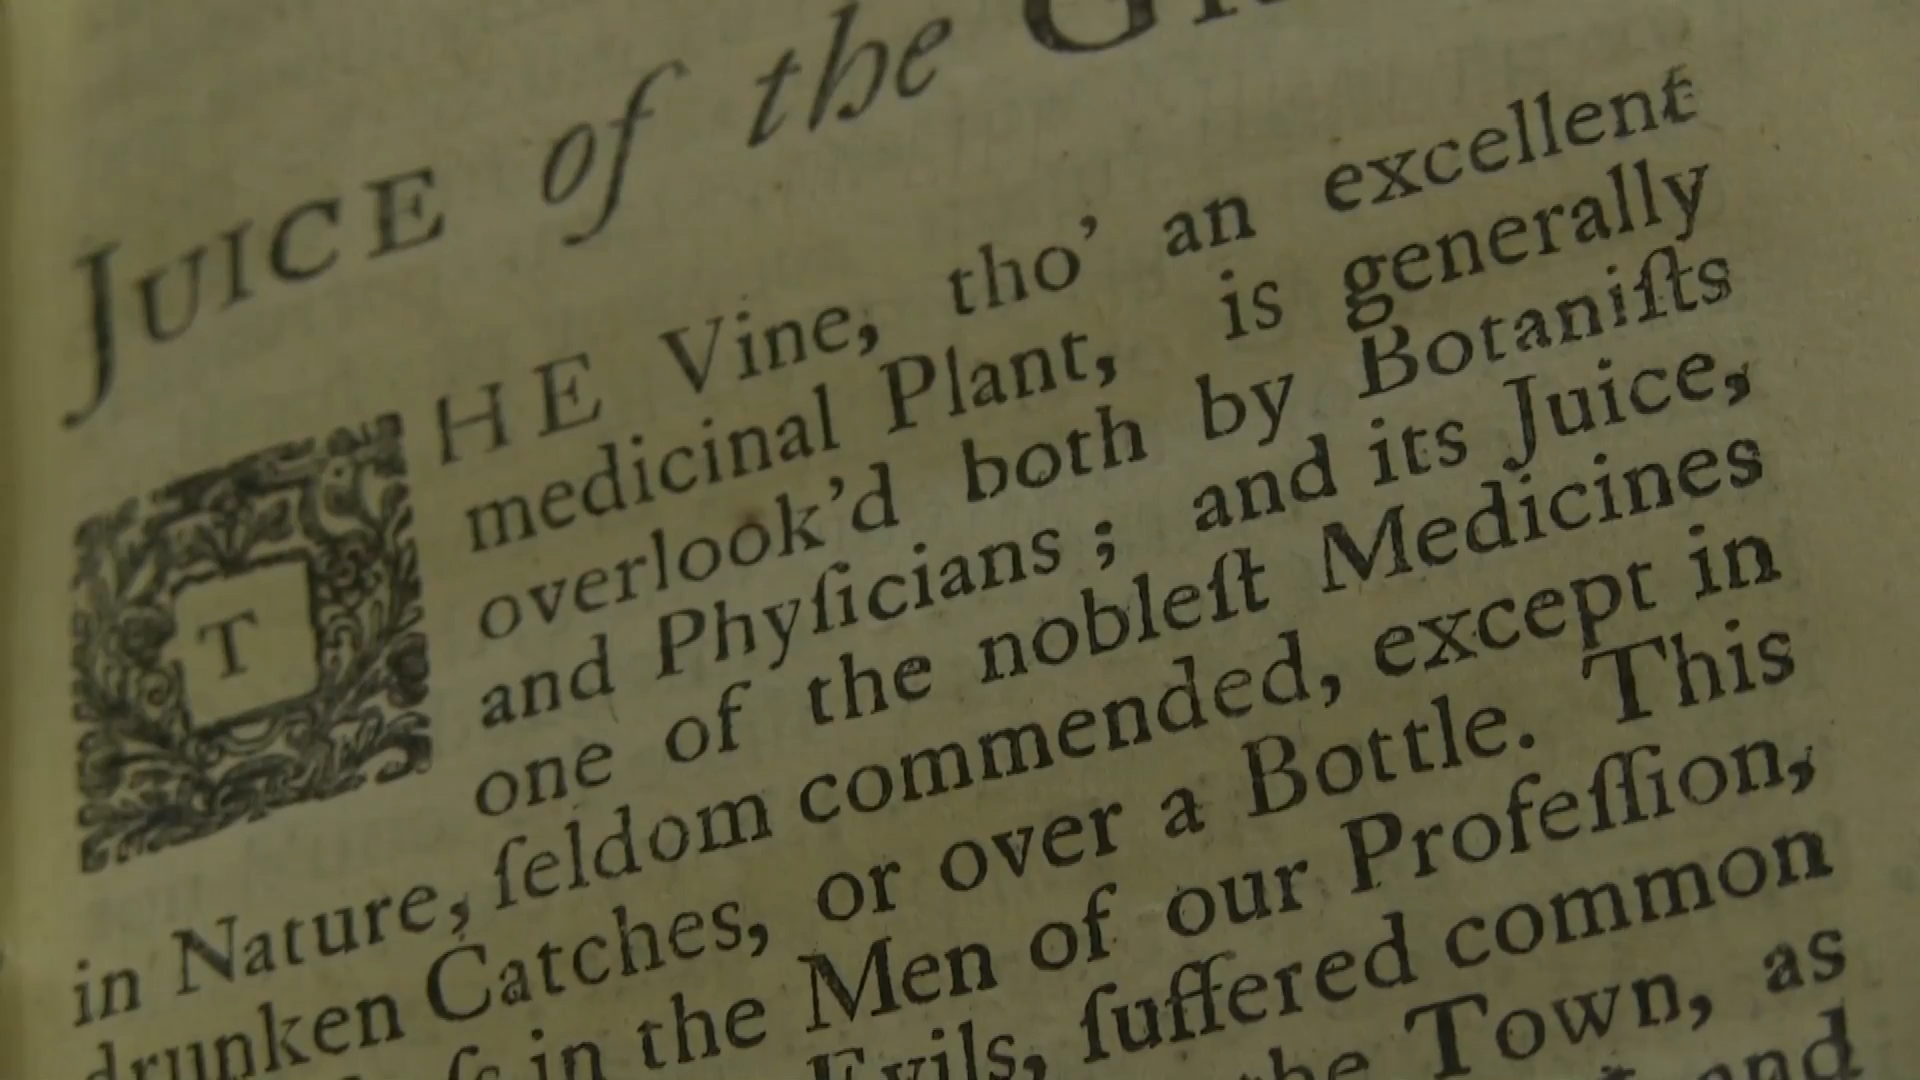 JUICE of the
THE Vine, tho' an excellent
medicinal Plant, is generally
overlook'd both by Botaniſts
and Phyſicians; and its Juice,
one of the nobleſt Medicines
in Nature, ſeldom commended, except in
drunken Catches, or over a Bottle. This
in the Men of our Profeſſion,
Evils, ſuffered common
the Town, as
and